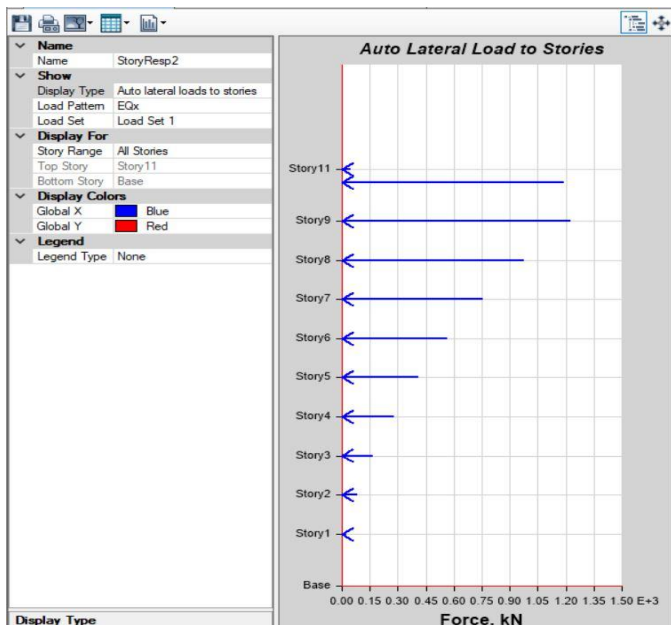 Name
Name StoryResp2
Show
Display Type Auto lateral loads to stories
Load Pattern EQx
Load Set Load Set 1
Display For
Story Range All Stories
Top Story Story11
Bottom Story Base
Display Colors
Global X Blue
Global Y Red
Legend
Legend Type None
Display Type
Auto Lateral Load to Stories
Story11
Story9
Story8
Story7
Story6
Story5
Story4
Story3
Story2
Story1
Base
0.00 0.15 0.30 0.45 0.60 0.75 0.90 1.05 1.20 1.35 1.50 E+3
Force, kN